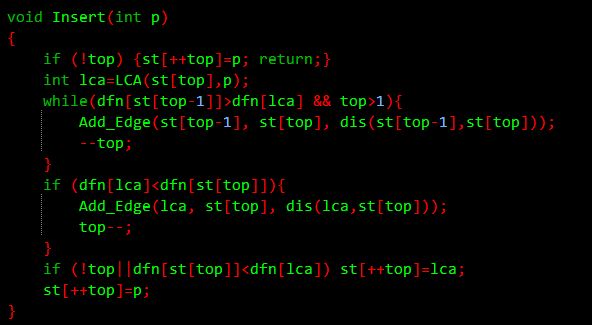 void Insert(int p)
{
    if (!top) {st[++top]=p; return;}
    int lca=LCA(st[top],p);
    while(dfn[st[top-1]]>dfn[lca] && top>1){
        Add_Edge(st[top-1], st[top], dis(st[top-1],st[top]));
        --top;
    }
    if (dfn[lca]<dfn[st[top]]){
        Add_Edge(lca, st[top], dis(lca,st[top]));
        top--;
    }
    if (!top||dfn[st[top]]<dfn[lca]) st[++top]=lca;
    st[++top]=p;
}